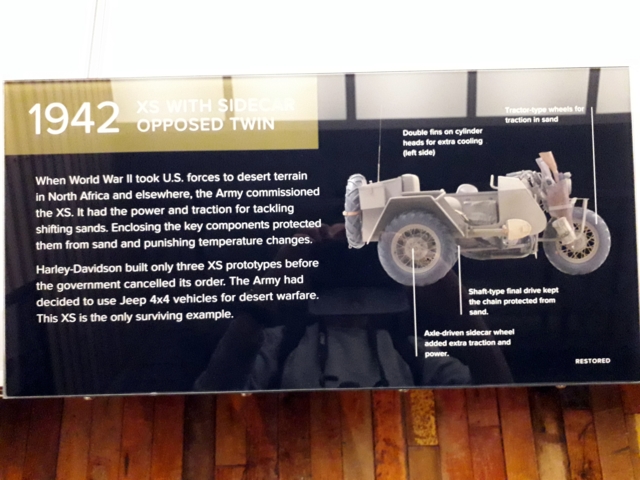 1942
XS WITH SIDECAR
OPPOSED TWIN
When World War II took U.S. forces to desert terrain
in North Africa and elsewhere, the Army commissioned
the XS. It had the power and traction for tackling
shifting sands. Enclosing the key components protected
them from sand and punishing temperature changes.
Harley-Davidson built only three XS prototypes before
the government cancelled its order. The Army had
decided to use Jeep 4x4 vehicles for desert warfare.
This XS is the only surviving example.
Double fins on cylinder
heads for extra cooling
(left side)
Tractor-type wheels for
traction in sand
Shaft-type final drive kept
the chain protected from
sand.
Axle-driven sidecar wheel
added extra traction and
power.
RESTORED